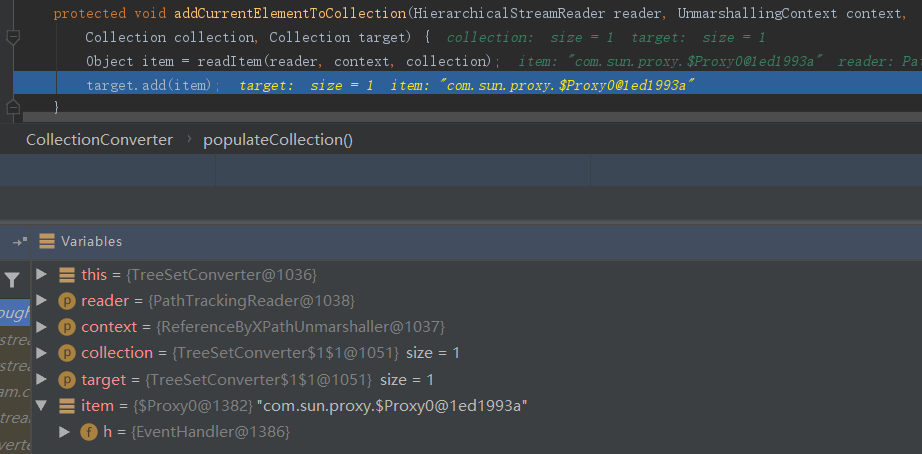 protected void addCurrentElementToCollection(HierarchicalStreamReader reader, UnmarshallingContext context,
Collection collection, Collection target) { collection: size = 1 target: size = 1
Object item = readItem(reader, context, collection); item: "com.sun.proxy.$Proxy0@1ed1993a" reader: Pat
target.add(item); target: size = 1 item: "com.sun.proxy.$Proxy0@1ed1993a"
}
CollectionConverter › populateCollection()
Variables
this = {TreeSetConverter@1036}
reader = {PathTrackingReader@1038}
ough
context = {ReferenceByXPathUnmarshaller@1037}
strea
collection = {TreeSetConverter$1$1@1051} size = 1
strea
target = {TreeSetConverter$1$1@1051} size = 1
am.c
item = {$Proxy0@1382} "com.sun.proxy.$Proxy0@1ed1993a"
trean
h = {EventHandler@1386}
verte